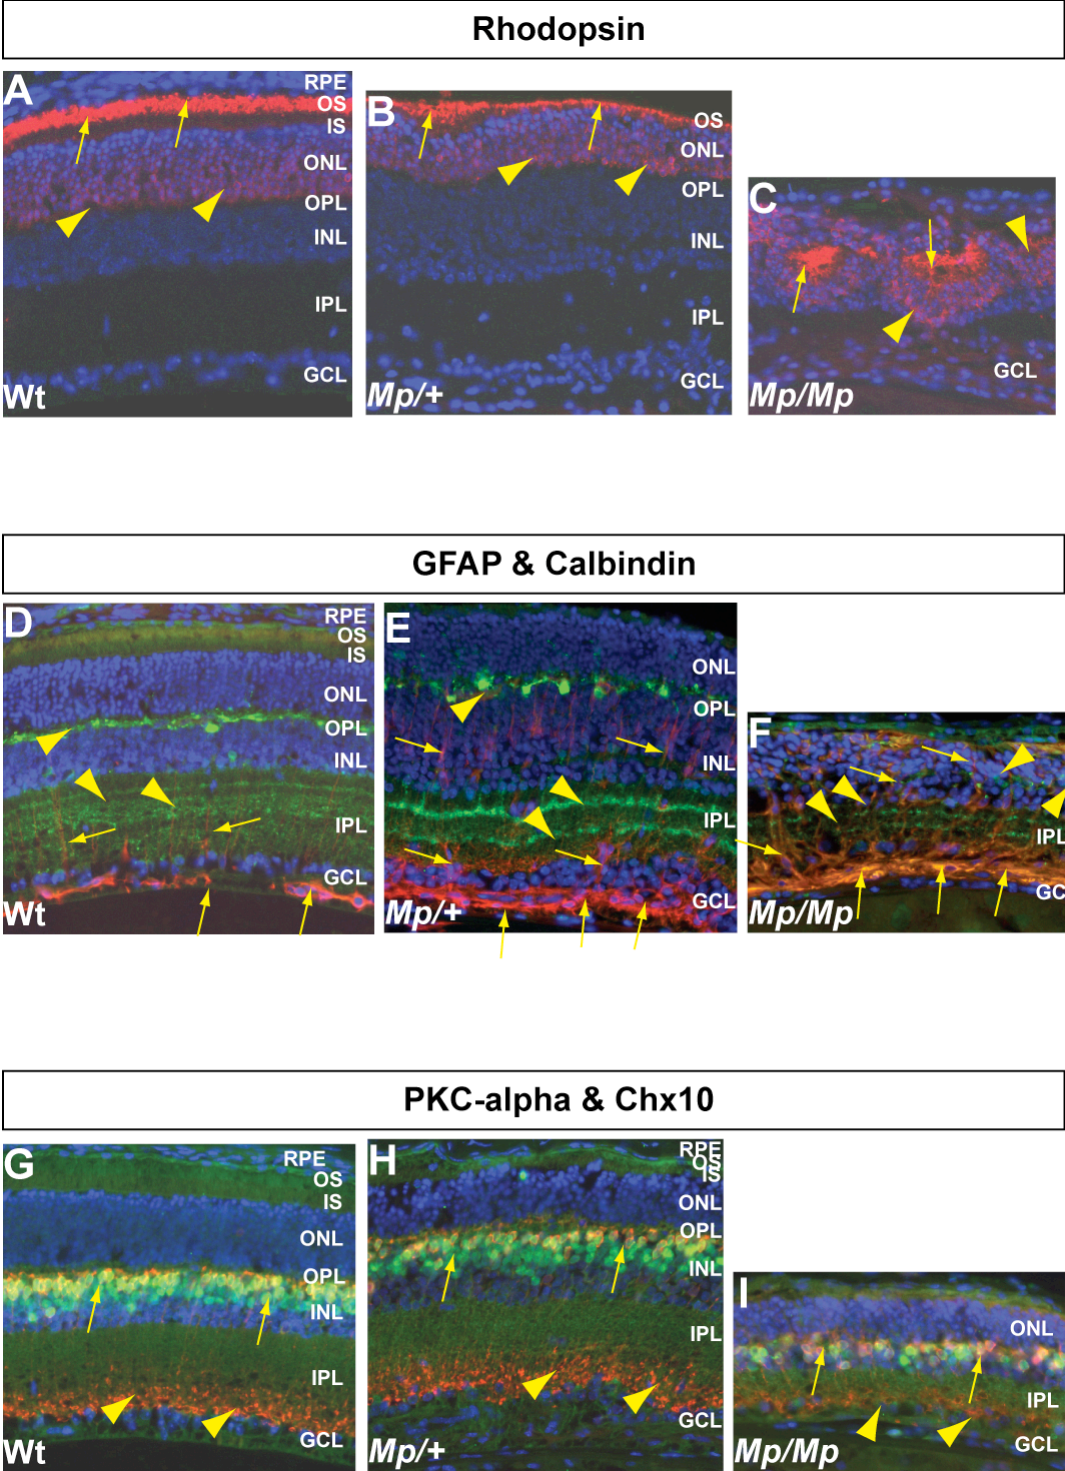 Rhodopsin
A
RPE
OS
IS
ONL
OPL
INL
IPL
GCL
Wt
B
OS
ONL
OPL
INL
IPL
GCL
Mp/+
C
GCL
Mp/Mp
GFAP & Calbindin
D
RPE
OS
IS
ONL
OPL
INL
IPL
GCL
Wt
E
ONL
OPL
INL
IPL
GCL
Mp/+
F
IPL
GC
Mp/Mp
PKC-alpha & Chx10
G
RPE
OS
IS
ONL
OPL
INL
IPL
GCL
Wt
H
RPE
OS
IS
ONL
OPL
INL
IPL
GCL
Mp/+
I
ONL
IPL
GCL
Mp/Mp